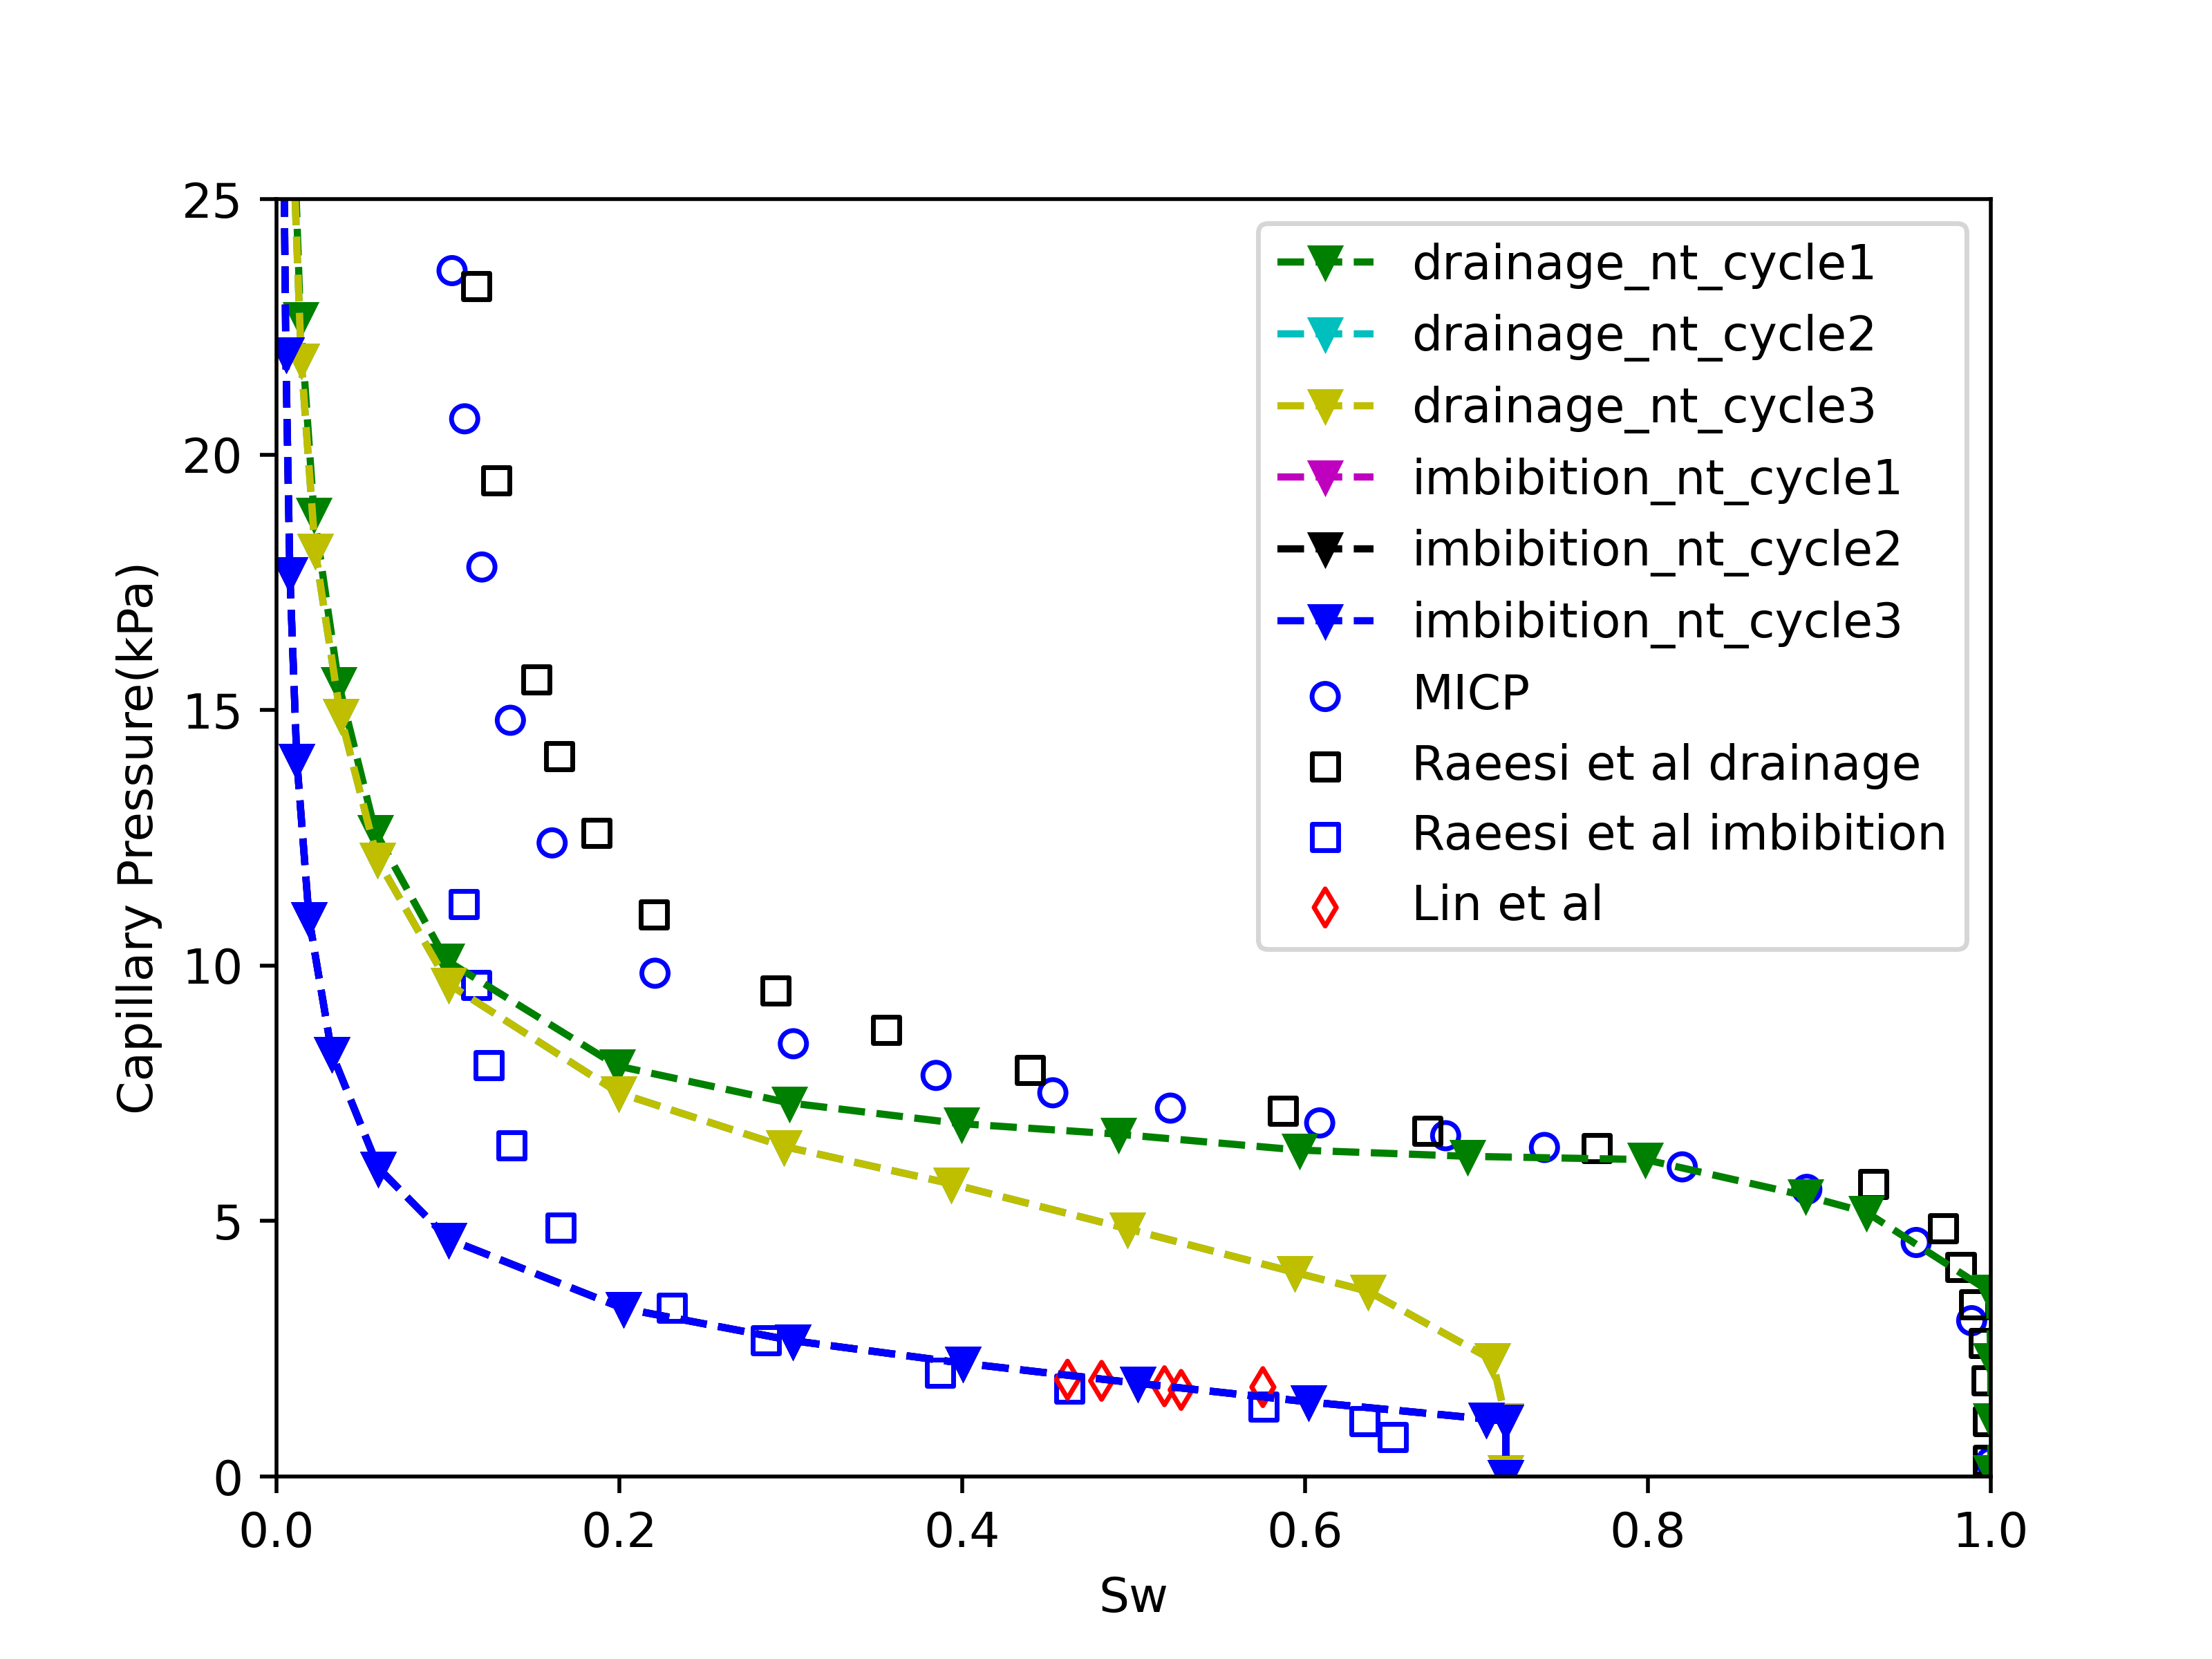 25
20
15
10
5
0
Capillary Pressure(kPa)
drainage_nt_cycle1
drainage_nt_cycle2
drainage_nt_cycle3
imbibition_nt_cycle1
imbibition_nt_cycle2
imbibition_nt_cycle3
MICP
Raeesi et al drainage
Raeesi et al imbibition
Lin et al
0.0 0.2 0.4 0.6 0.8 1.0
Sw